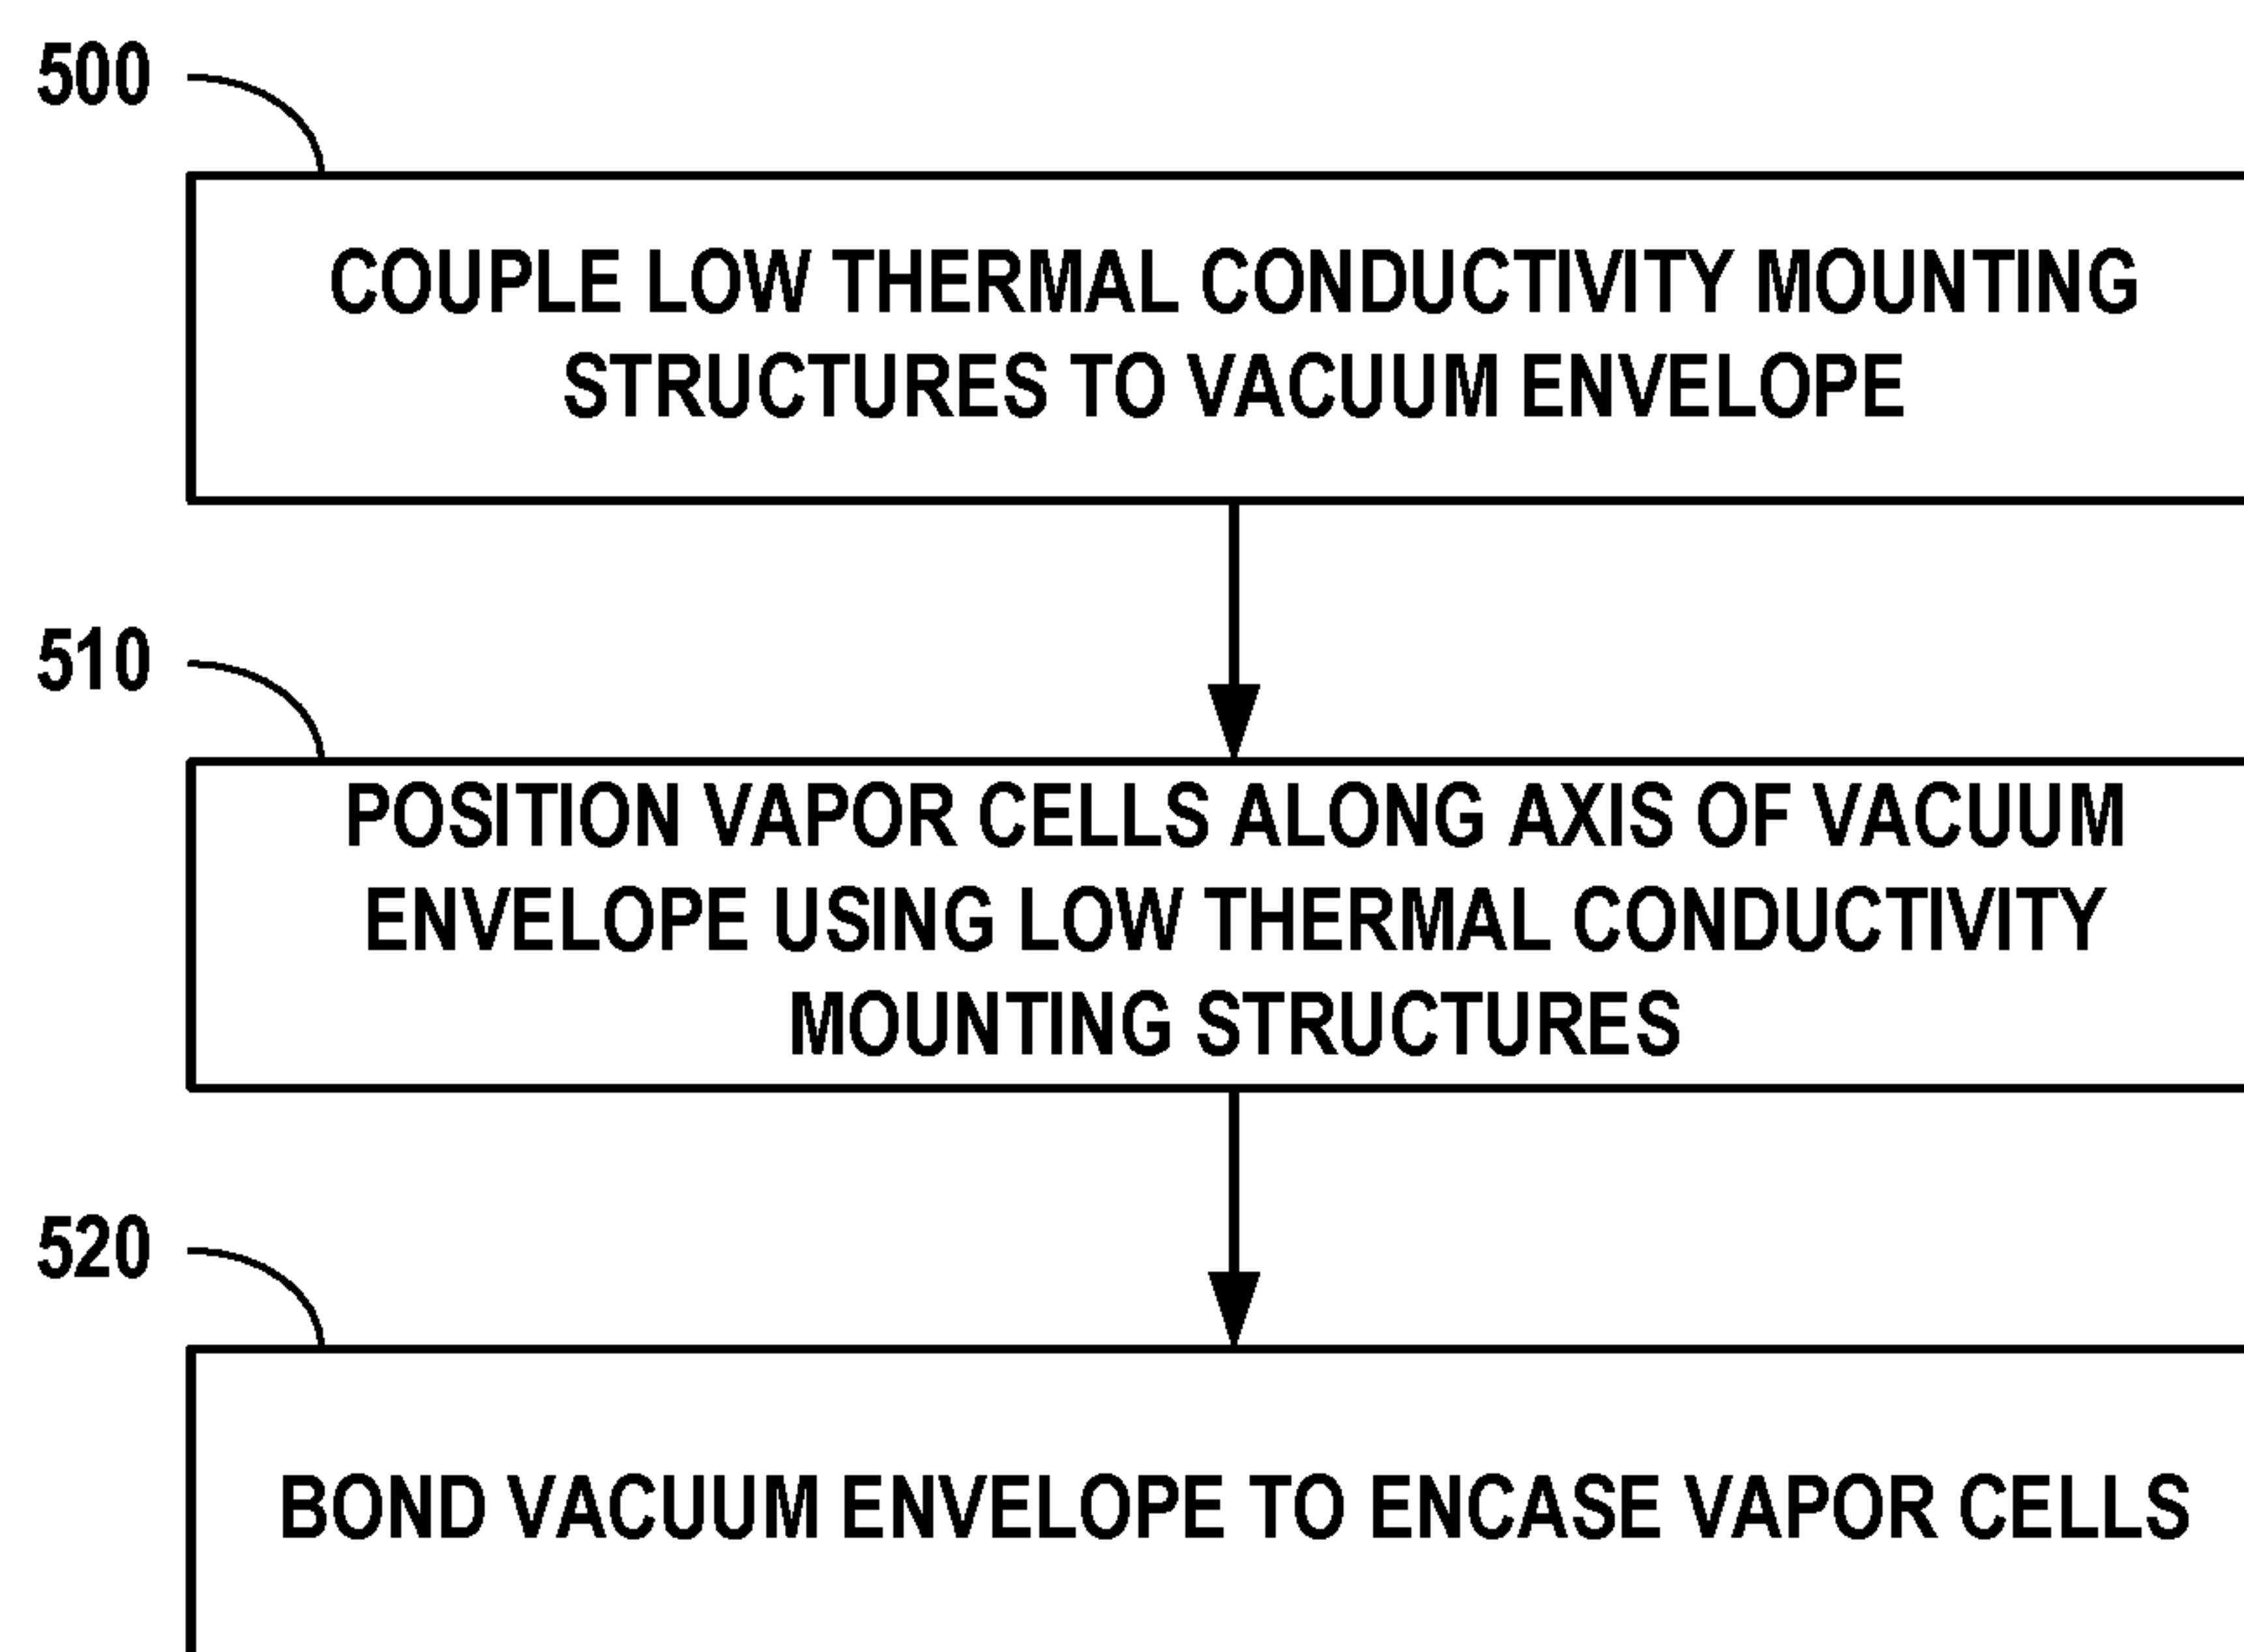 500
COUPLE LOW THERMAL CONDUCTIVITY MOUNTING
STRUCTURES TO VACUUM ENVELOPE
510
POSITION VAPOR CELLS ALONG AXIS OF VACUUM
ENVELOPE USING LOW THERMAL CONDUCTIVITY
MOUNTING STRUCTURES
520
BOND VACUUM ENVELOPE TO ENCASE VAPOR CELLS